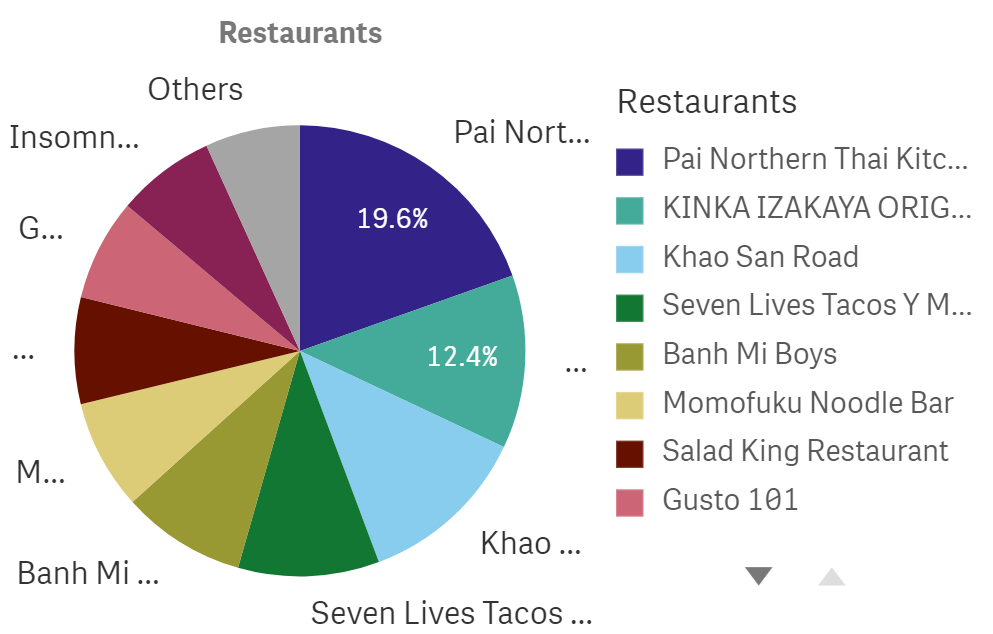 Restaurants
Others
Insomn...
Pai Nort...
G...
19.6%
12.4%
...
...
M...
Khao ...
Banh Mi ...
Seven Lives Tacos ...
Restaurants
Pai Northern Thai Kitc...
KINKA IZAKAYA ORIG...
Khao San Road
Seven Lives Tacos Y M...
Banh Mi Boys
Momofuku Noodle Bar
Salad King Restaurant
Gusto 101